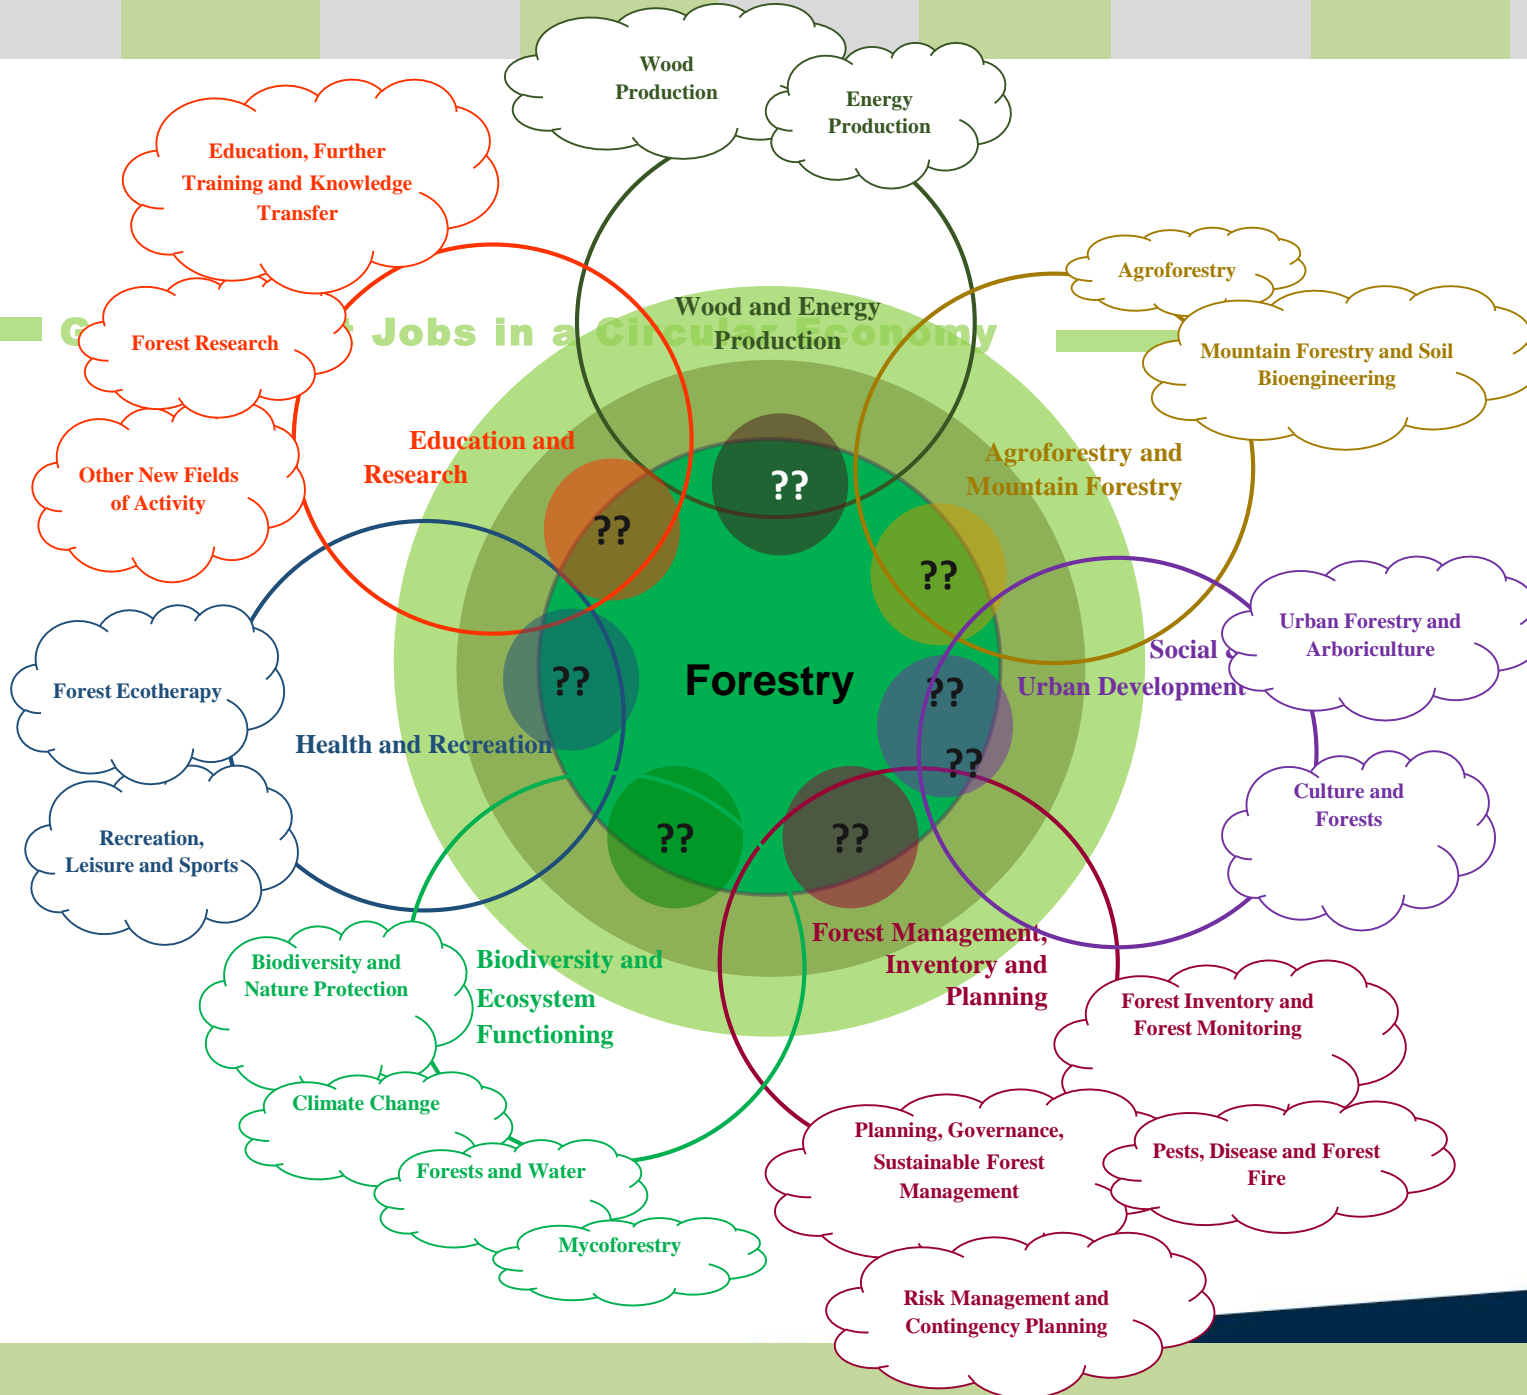 Wood
Production
Energy
Production
Education, Further
Training and Knowledge
Transfer
Agroforestry
Forest Research
Mountain Forestry and Soil
Bioengineering
Wood and Energy
Production
G t Jobs in a Circular Economy
Education and
Research
Agroforestry and
Mountain Forestry
Other New Fields
of Activity
??
??
??
Urban Forestry and
Arboriculture
Social &
Urban Development
Forest Ecotherapy
??
Forestry
??
??
Health and Recreation
Culture and
Forests
Recreation,
Leisure and Sports
??
??
Biodiversity and
Nature Protection
Biodiversity and
Ecosystem
Functioning
Forest Management,
Inventory and
Planning
Forest Inventory and
Forest Monitoring
Climate Change
Planning, Governance,
Sustainable Forest
Management
Pests, Disease and Forest
Fire
Forests and Water
Mycoforestry
Risk Management and
Contingency Planning